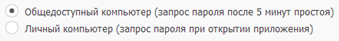 Общедоступный компьютер (запрос пароля после 5 минут простоя)
Личный компьютер (запрос пароля при открытии приложения)